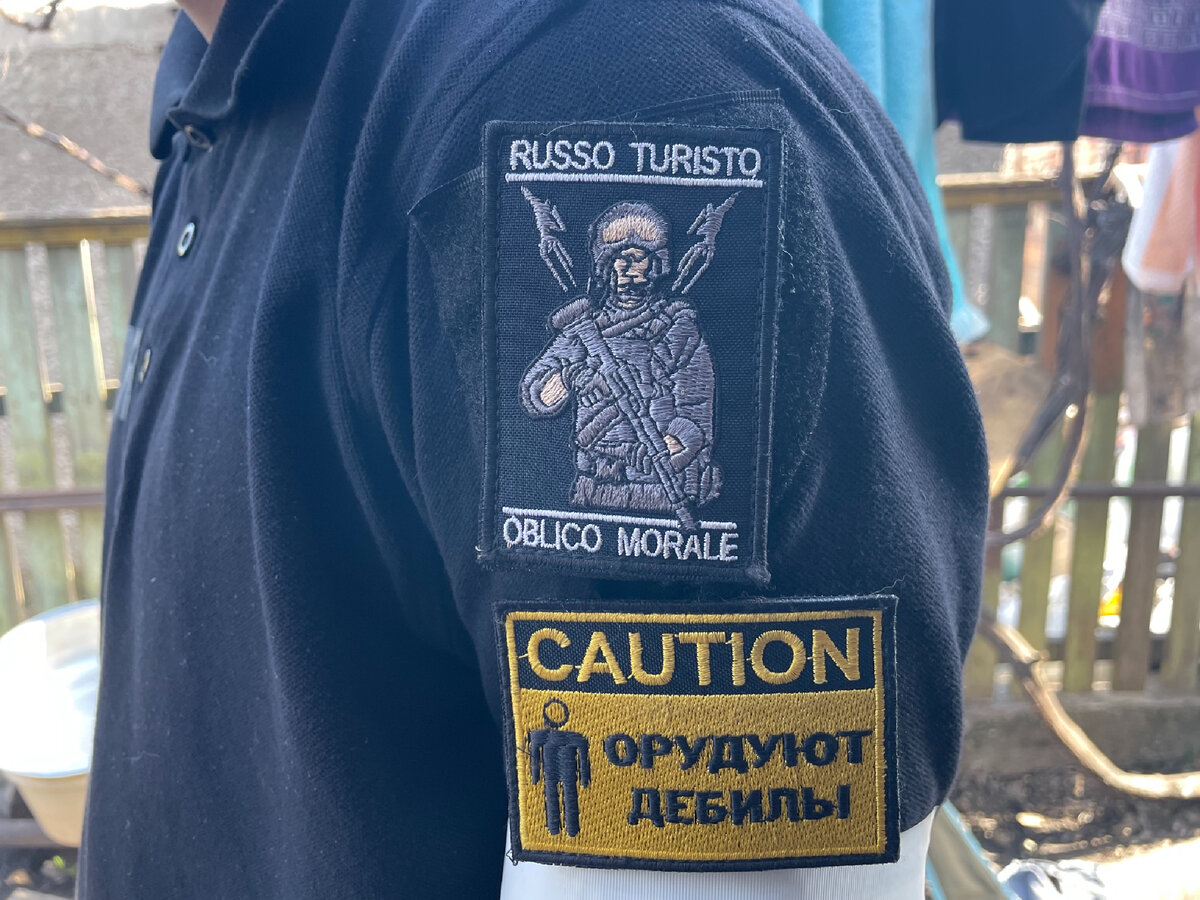 RUSSO TURISTO
OBLICO MORALE
CAUTION
ОРУДУЮТ
ДЕБИЛЫ